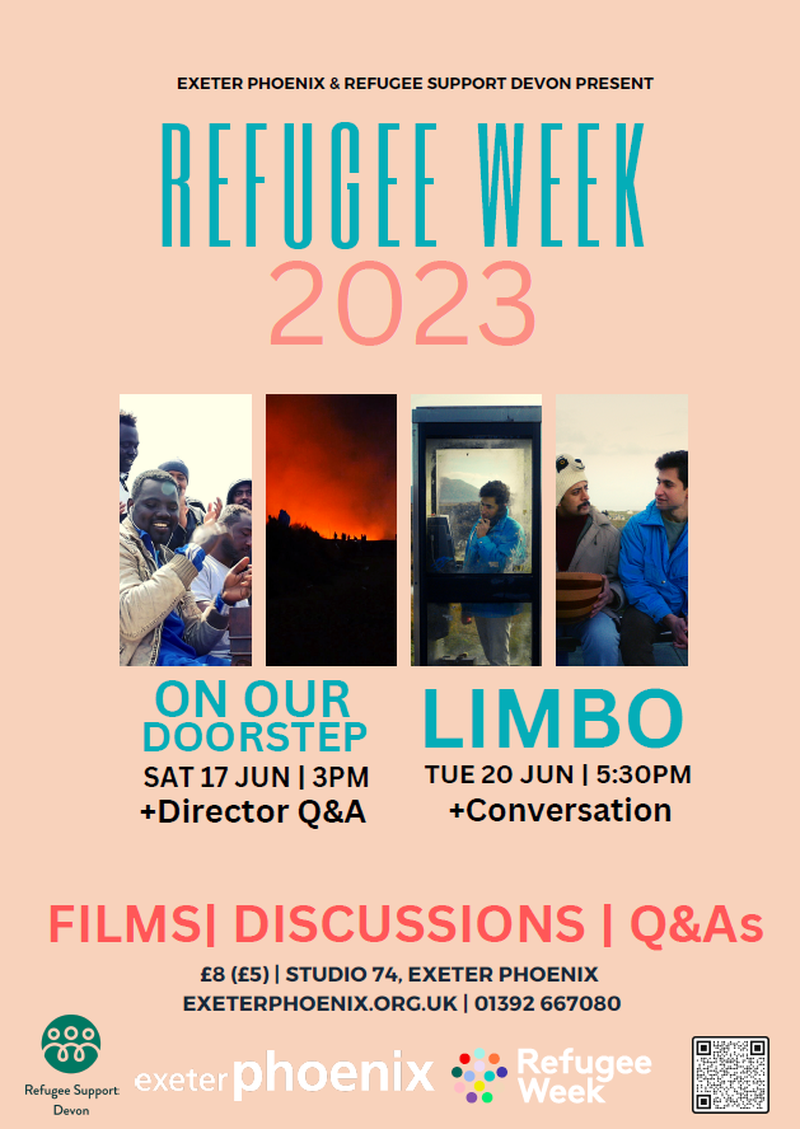 EXETER PHOENIX & REFUGEE SUPPORT DEVON PRESENT
REFUGEE WEEK
2023
ON OUR
DOORSTEP
SAT 17 JUN | 3PM
+Director Q&A
LIMBO
TUE 20 JUN | 5:30PM
+Conversation
FILMS| DISCUSSIONS | Q&As
£8 (£5) | STUDIO 74, EXETER PHOENIX
EXETERPHOENIX.ORG.UK | 01392 667080
Refugee Support
Devon
exeter phoenix
Refugee
Week